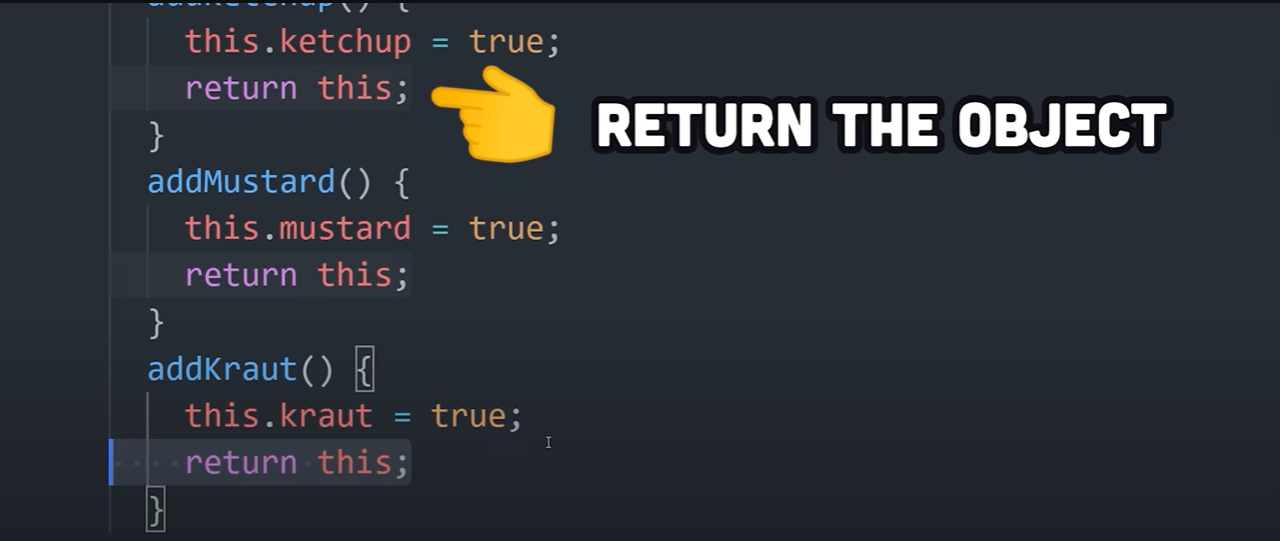 addKetchup() {
this.ketchup = true;
return this;
RETURN THE OBJECT
}
addMustard() {
this.mustard = true;
return this;
}
addKraut() {
this.kraut = true;
return this;
}